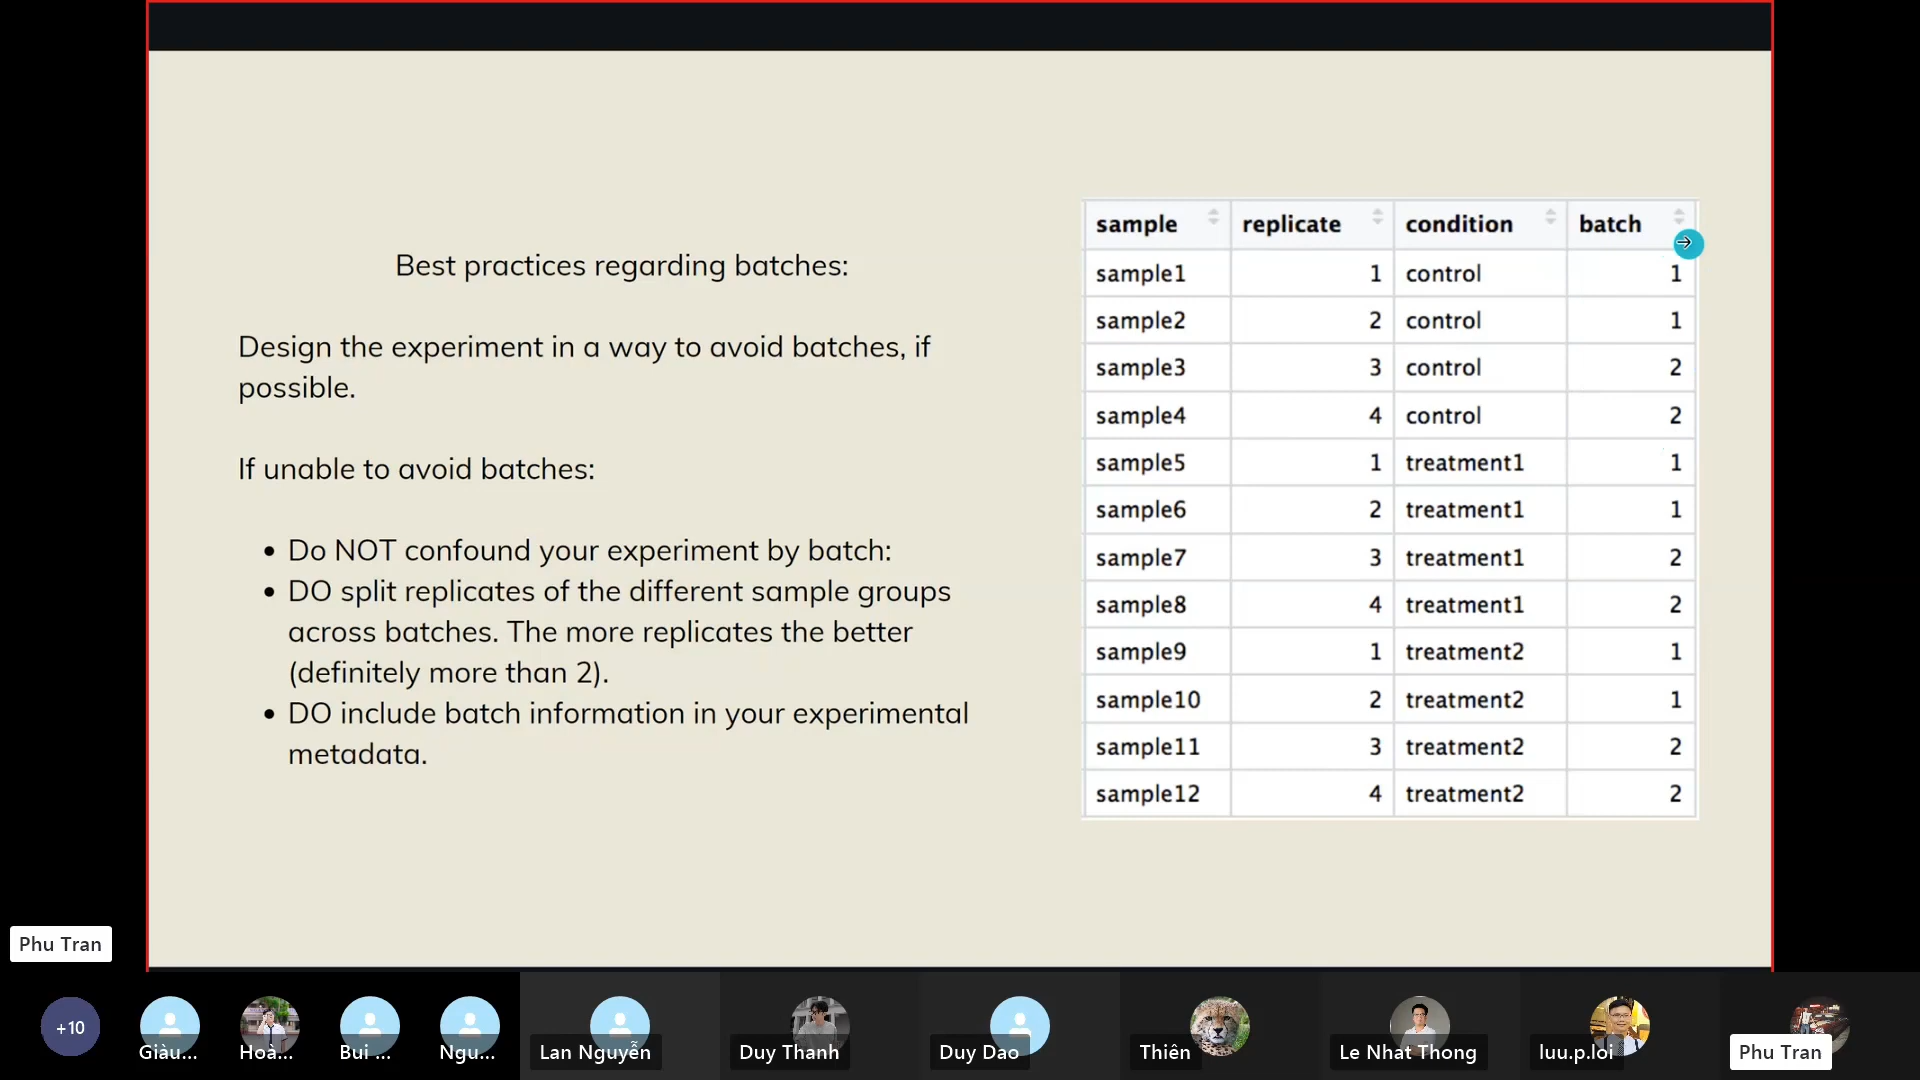 Best practices regarding batches:
Design the experiment in a way to avoid batches, if
possible.
If unable to avoid batches:
• Do NOT confound your experiment by batch:
• DO split replicates of the different sample groups
across batches. The more replicates the better
(definitely more than 2).
• DO include batch information in your experimental
metadata.
sample replicate condition batch
sample1 1 control 1
sample2 2 control 1
sample3 3 control 2
sample4 4 control 2
sample5 1 treatment1 1
sample6 2 treatment1 1
sample7 3 treatment1 2
sample8 4 treatment1 2
sample9 1 treatment2 1
sample10 2 treatment2 1
sample11 3 treatment2 2
sample12 4 treatment2 2
Phu Tran
+10 Giàu... Hoà... Bui ... Ngu... Lan Nguyễn Duy Thanh Duy Dao Thiên Le Nhat Thong luu.p.loi Phu Tran